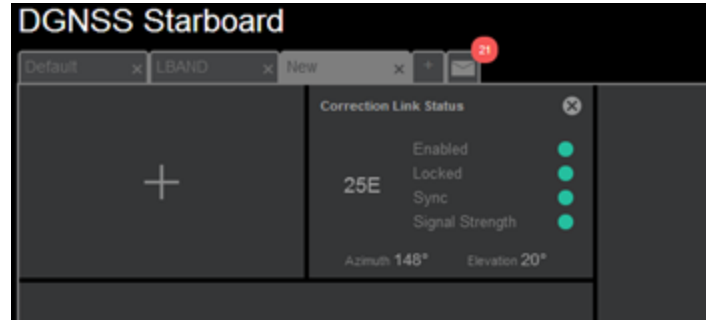 DGNSS Starboard
Default x LBAND x New x + 21
Correction Link Status
Enabled
Locked
25E
Sync
Signal Strength
Azimuth 148° Elevation 20°